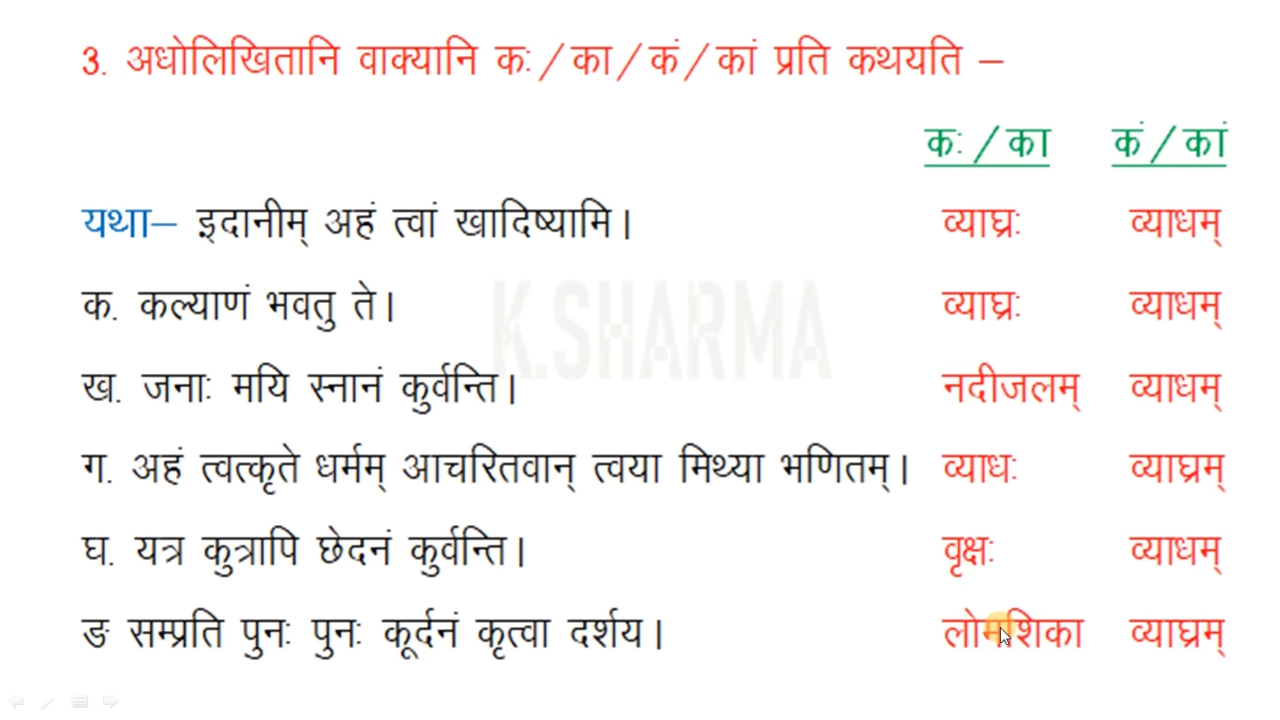 3. अधोलिखितानि वाक्यानि कः/का/कं/कां प्रति कथयति –
कः/का कं/कां
यथा– इदानीम् अहं त्वां खादिष्यामि। व्याघ्रः व्याधम्
क. कल्याणं भवतु ते। व्याघ्रः व्याधम्
K.SHARMA
ख. जनाः मयि स्नानं कुर्वन्ति। नदीजलम् व्याधम्
ग. अहं त्वत्कृते धर्मम् आचरितवान् त्वया मिथ्या भणितम्। व्याधः व्याघ्रम्
घ. यत्र कुत्रापि छेदनं कुर्वन्ति। वृक्षः व्याधम्
ङ सम्प्रति पुनः पुनः कूर्दनं कृत्वा दर्शय। लोमशिका व्याघ्रम्